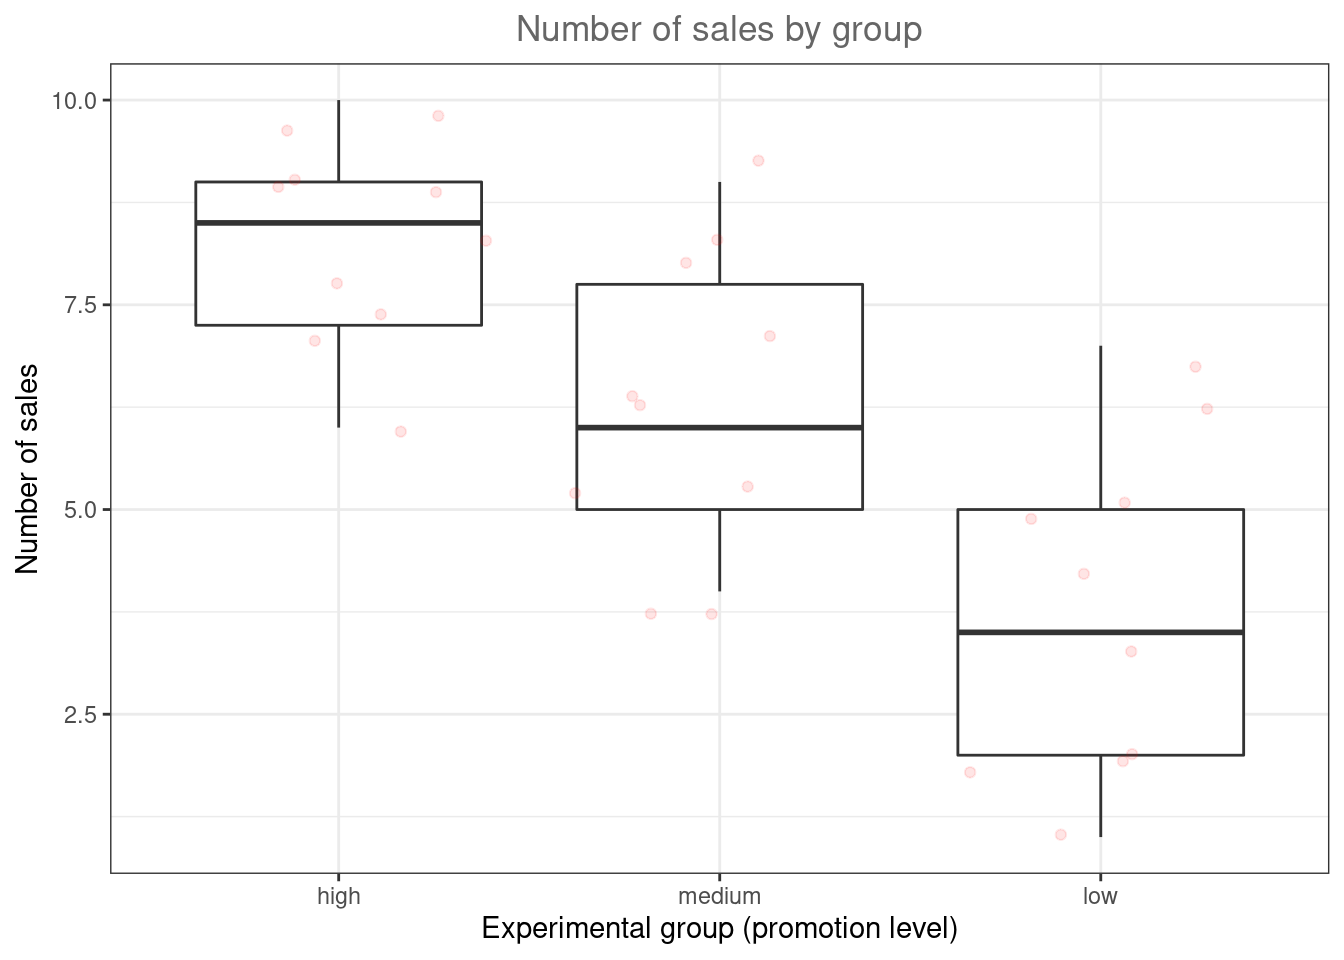 Number of sales by group
Number of sales
10.0
7.5
5.0
2.5
high
medium
low
Experimental group (promotion level)